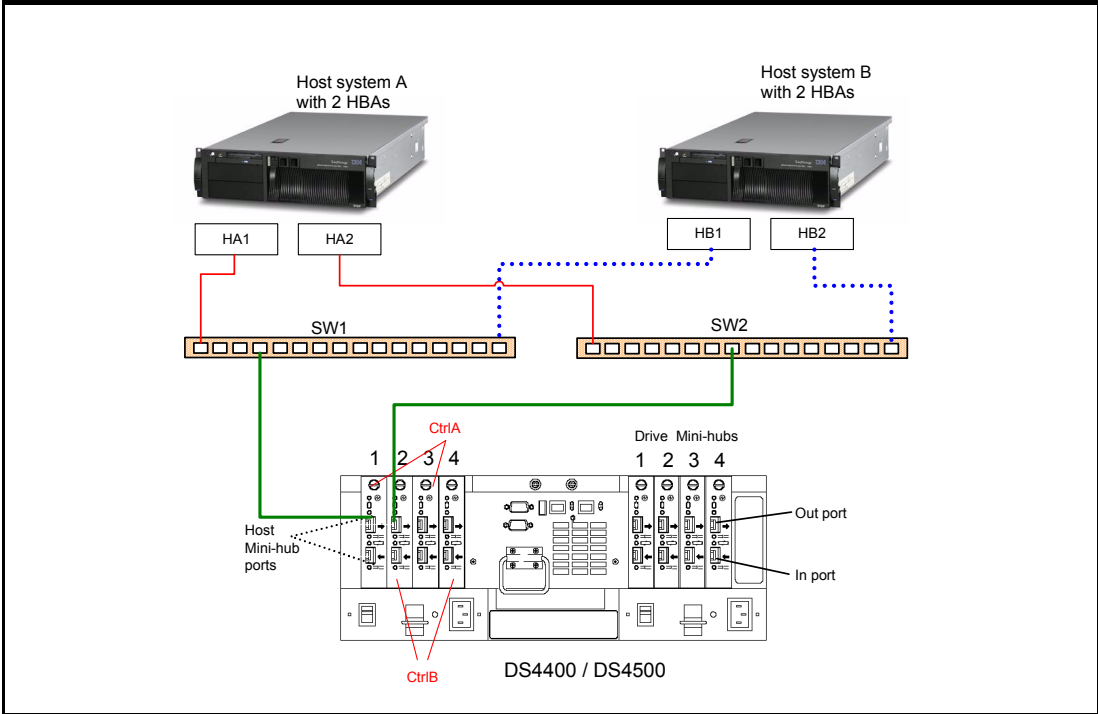 Host system A
with 2 HBAs
Host system B
with 2 HBAs
HA1
HA2
HB1
HB2
SW1
SW2
CtrlA
Drive Mini-hubs
1 2 3 4
1 2 3 4
Host
Mini-hub
ports
Out port
In port
CtrlB
DS4400 / DS4500